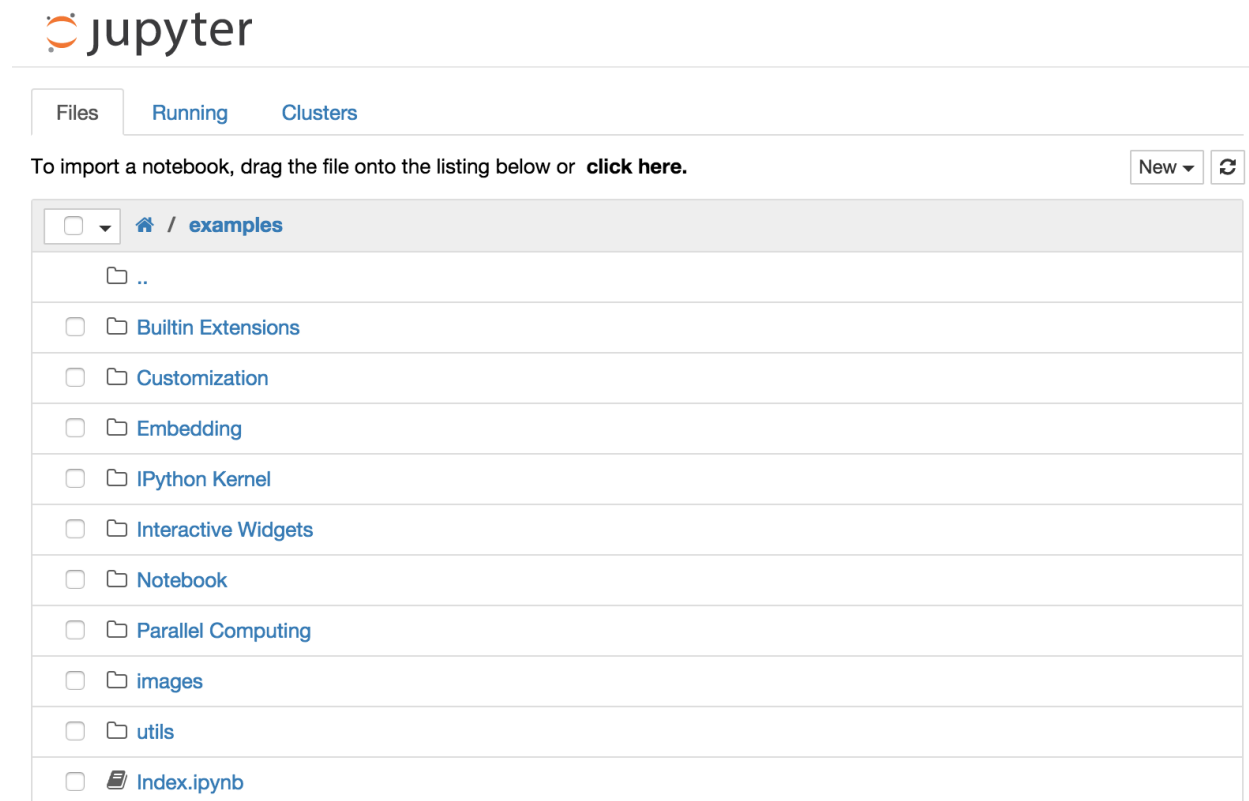 jupyter
Files Running Clusters
To import a notebook, drag the file onto the listing below or click here. New
/ examples
..
Builtin Extensions
Customization
Embedding
IPython Kernel
Interactive Widgets
Notebook
Parallel Computing
images
utils
Index.ipynb